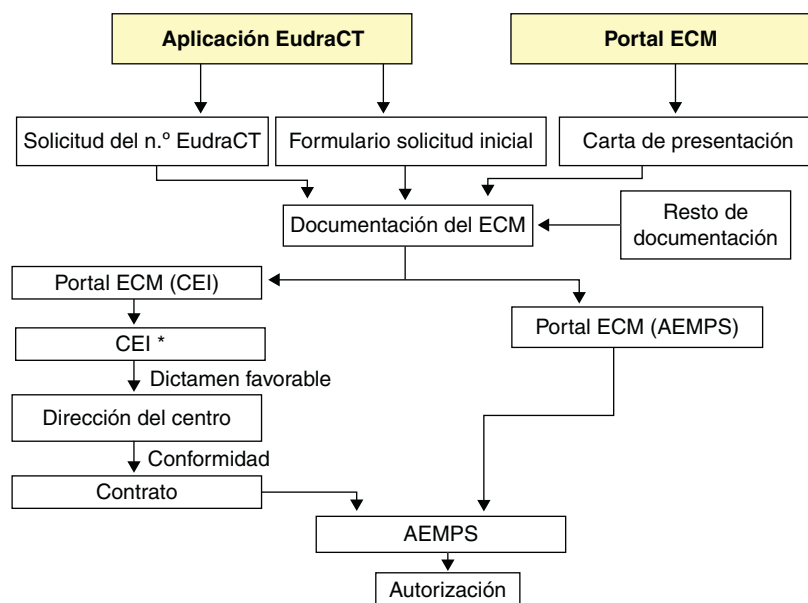 Aplicación EudraCT
Portal ECM
Solicitud del n.º EudraCT
Formulario solicitud inicial
Carta de presentación
Documentación del ECM
Resto de
documentación
Portal ECM (CEI)
Portal ECM (AEMPS)
CEI *
Dictamen favorable
Dirección del centro
Conformidad
Contrato
AEMPS
Autorización